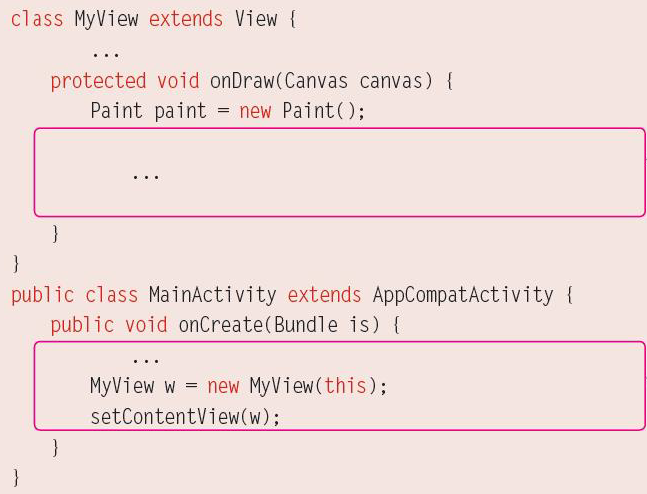 class MyView extends View {
...
protected void onDraw(Canvas canvas) {
Paint paint = new Paint();
...
}
}
public class MainActivity extends AppCompatActivity {
public void onCreate(Bundle is) {
...
MyView w = new MyView(this);
setContentView(w);
}
}